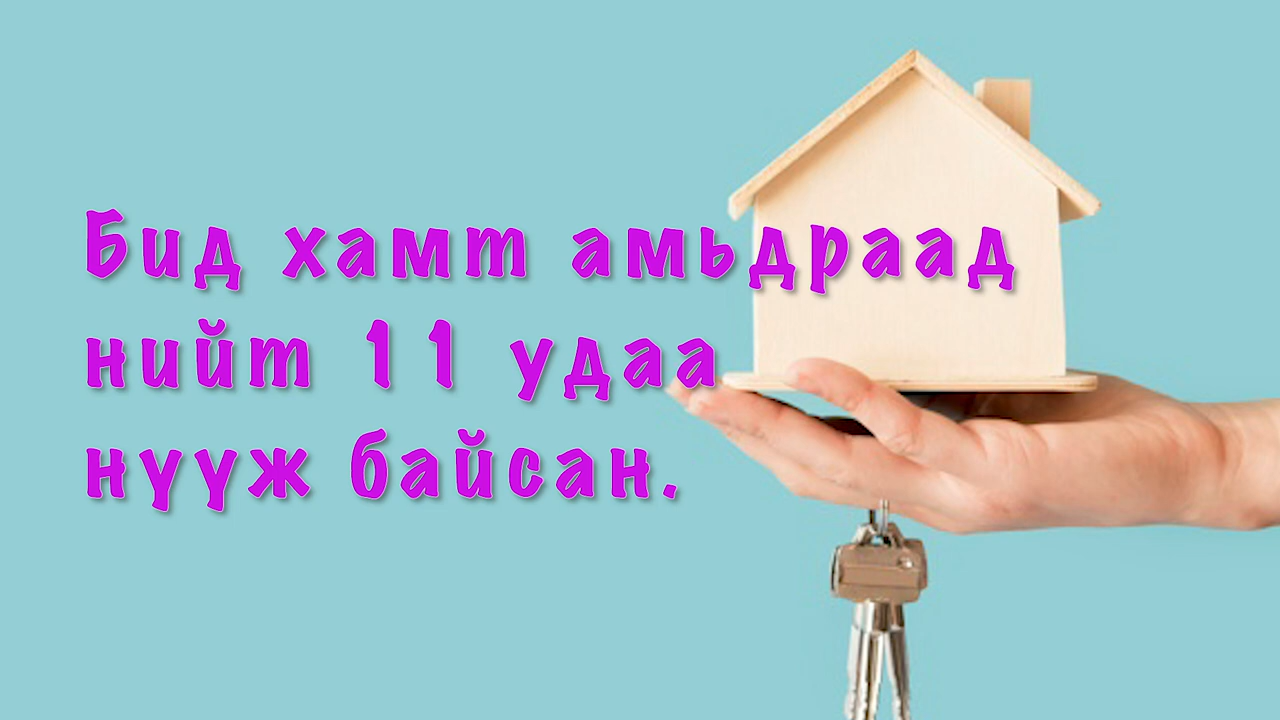 Бид хамт амьдраад
нийт 11 удаа
нүүж байсан.